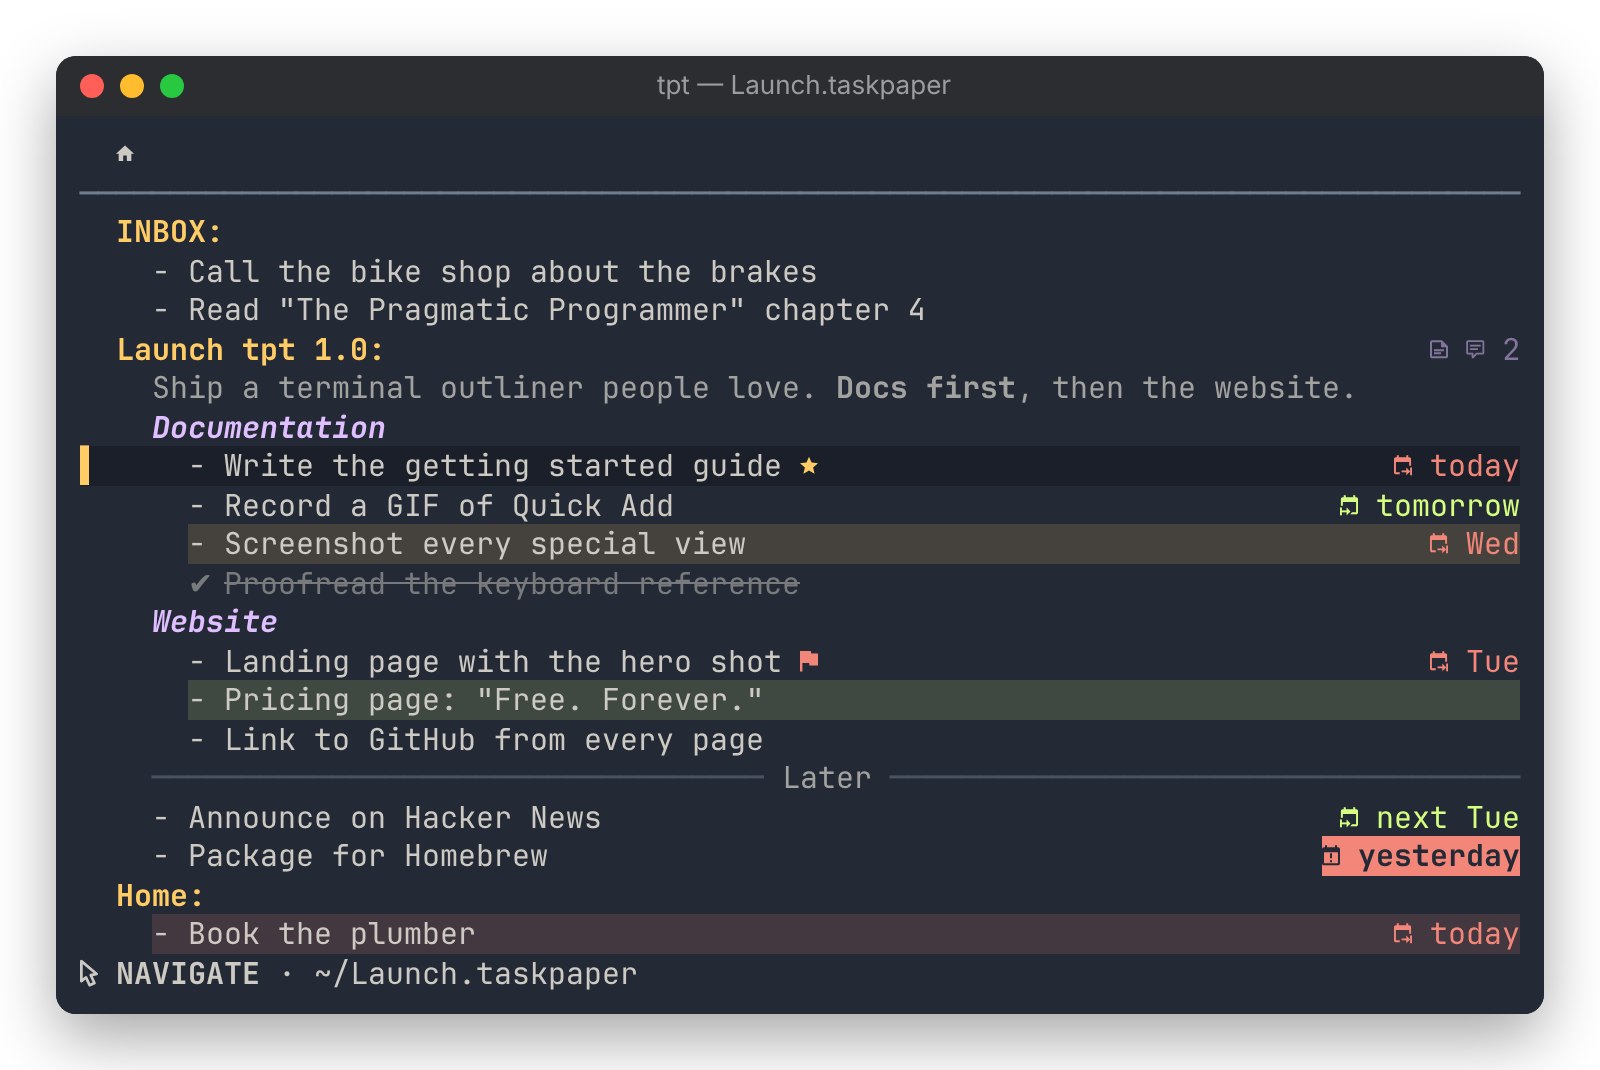 tpt — Launch.taskpaper
INBOX:
- Call the bike shop about the brakes
- Read "The Pragmatic Programmer" chapter 4
Launch tpt 1.0: 2
Ship a terminal outliner people love. Docs first, then the website.
Documentation
- Write the getting started guide ★ today
- Record a GIF of Quick Add tomorrow
- Screenshot every special view Wed
✔ Proofread the keyboard reference
Website
- Landing page with the hero shot Tue
- Pricing page: "Free. Forever."
- Link to GitHub from every page
Later
- Announce on Hacker News next Tue
- Package for Homebrew yesterday
Home:
- Book the plumber today
NAVIGATE · ~/Launch.taskpaper